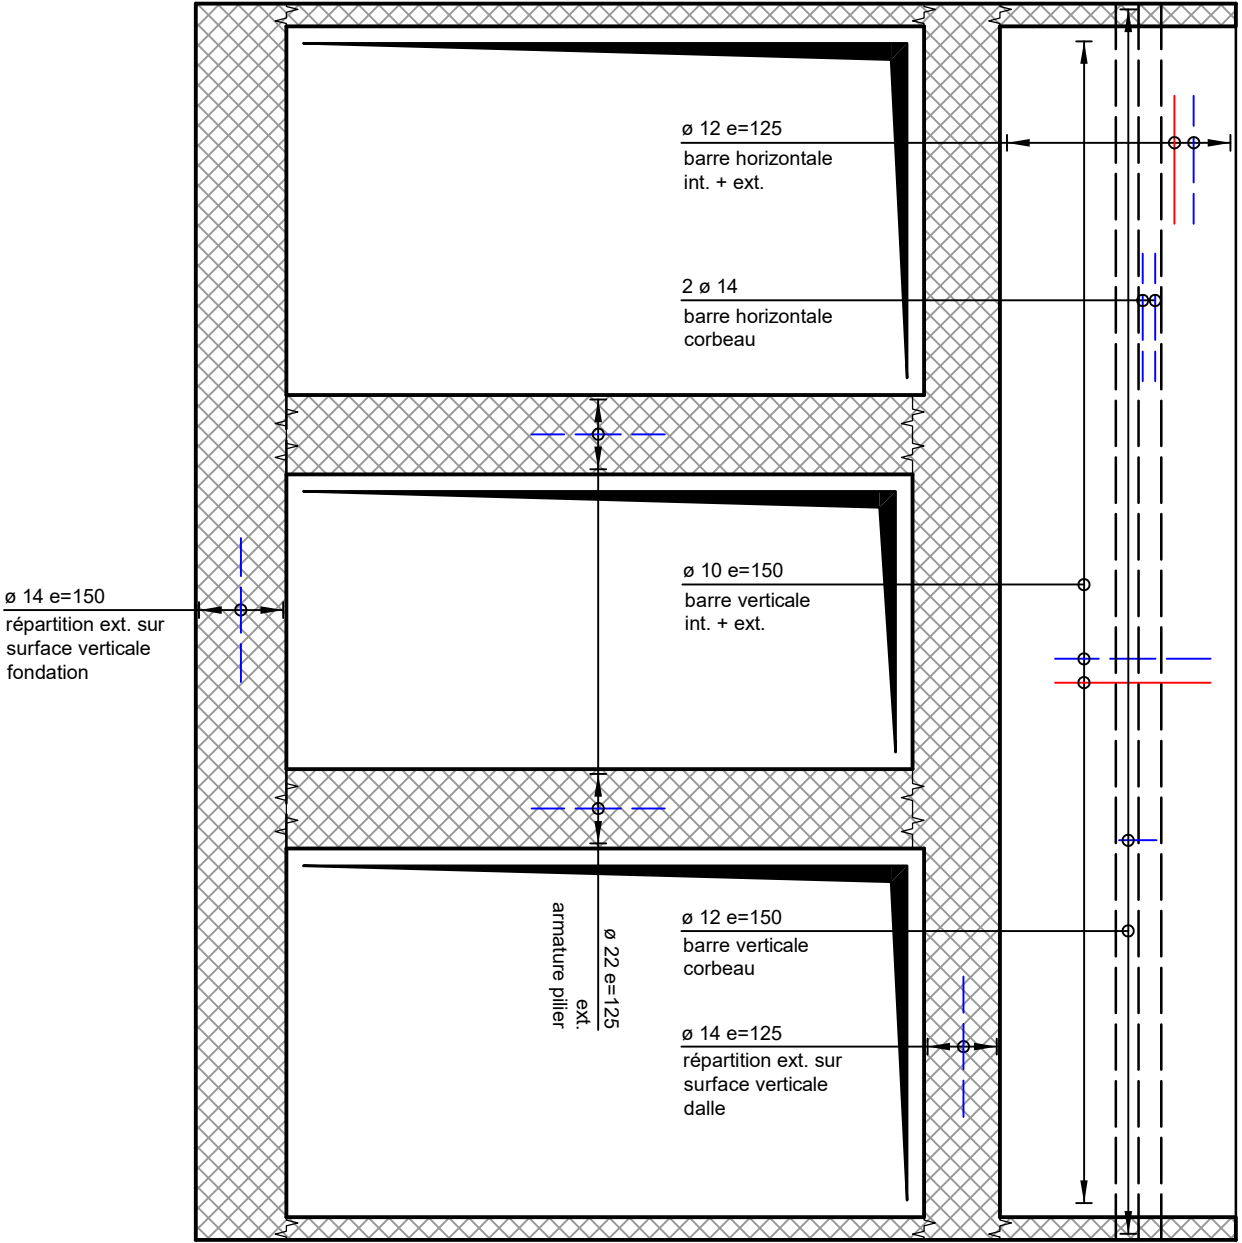 ø 12 e=125
barre horizontale
int. + ext.
2 ø 14
barre horizontale
corbeau
ø 10 e=150
barre verticale
int. + ext.
ø 14 e=150
répartition ext. sur
surface verticale
fondation
ø 22 e=125
ext.
armature pilier
ø 12 e=150
barre verticale
corbeau
ø 14 e=125
répartition ext. sur
surface verticale
dalle